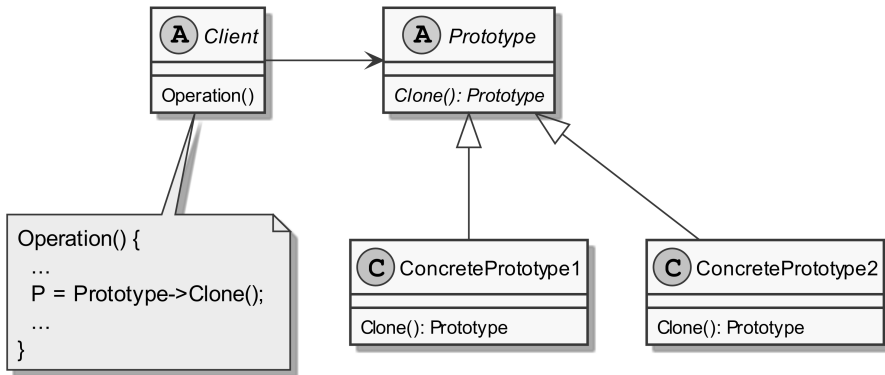 A Client
Operation()
A Prototype
Clone(): Prototype
Operation() {
...
P = Prototype->Clone();
...
}
C ConcretePrototype1
Clone(): Prototype
C ConcretePrototype2
Clone(): Prototype